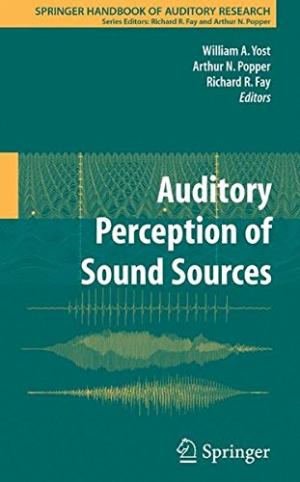 SPRINGER HANDBOOK OF AUDITORY RESEARCH
Series Editors: Richard R. Fay and Arthur N. Popper
William A. Yost
Arthur N. Popper
Richard R. Fay
Editors
Auditory
Perception of
Sound Sources
Springer